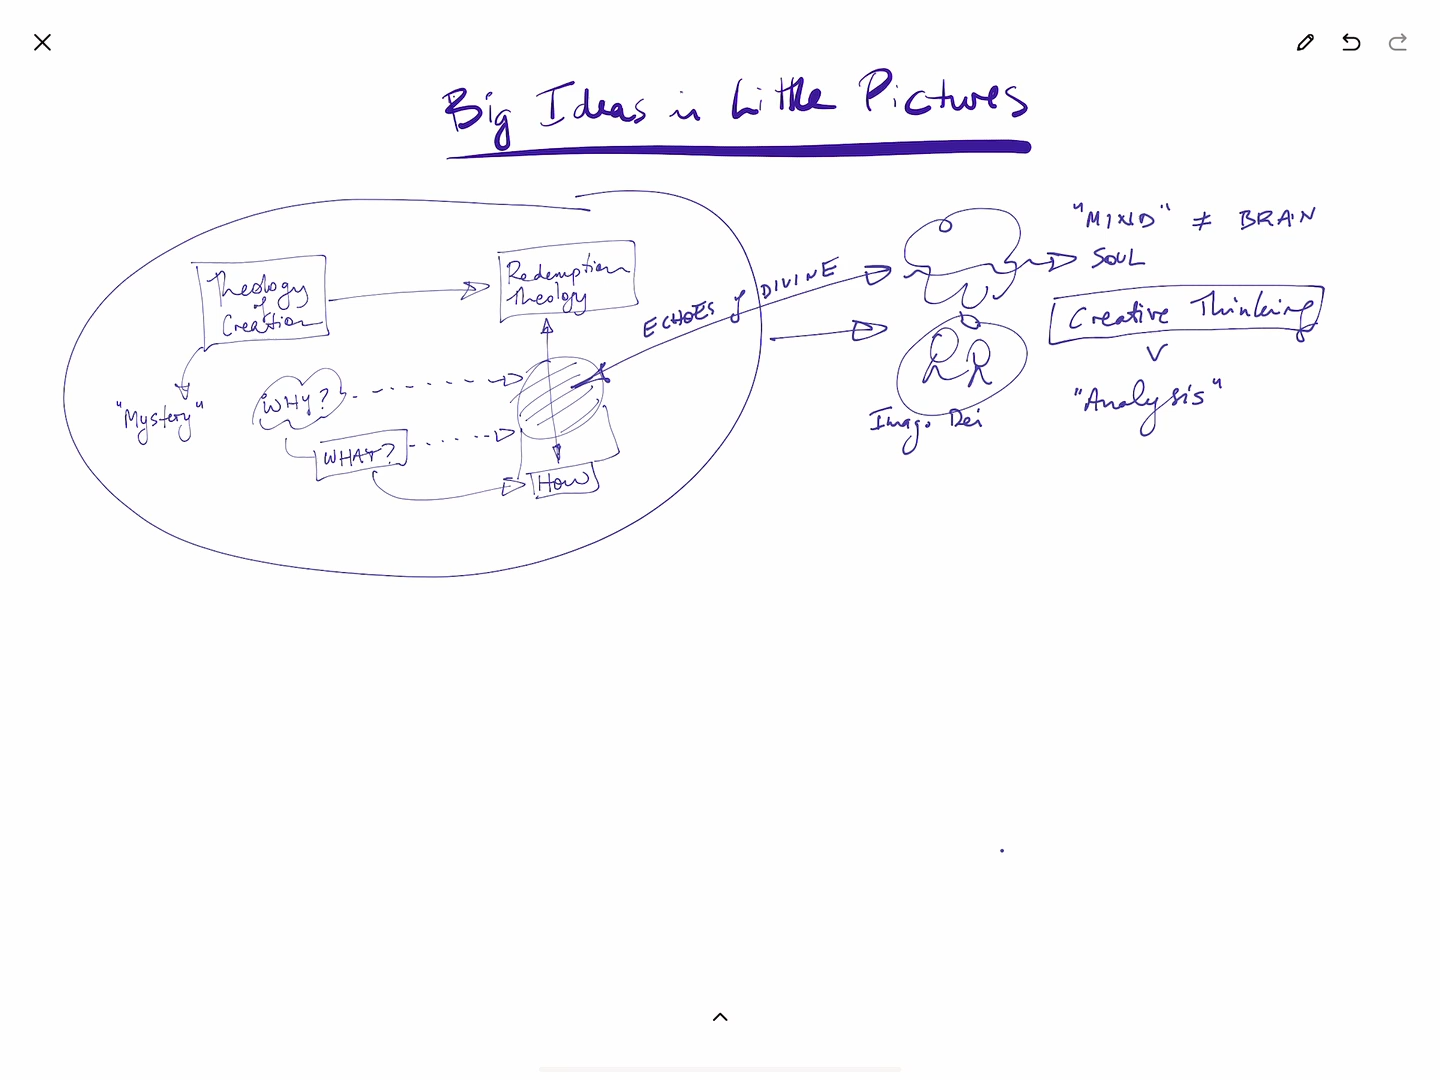 Big Ideas in Little Pictures
Theology
of
Creation
Redemption
Theology
"Mystery"
WHY?
WHAT?
HOW
ECHOES of DIVINE
Imago Dei
"MIND" ≠ BRAIN
SOUL
Creative Thinking
V
"Analysis"